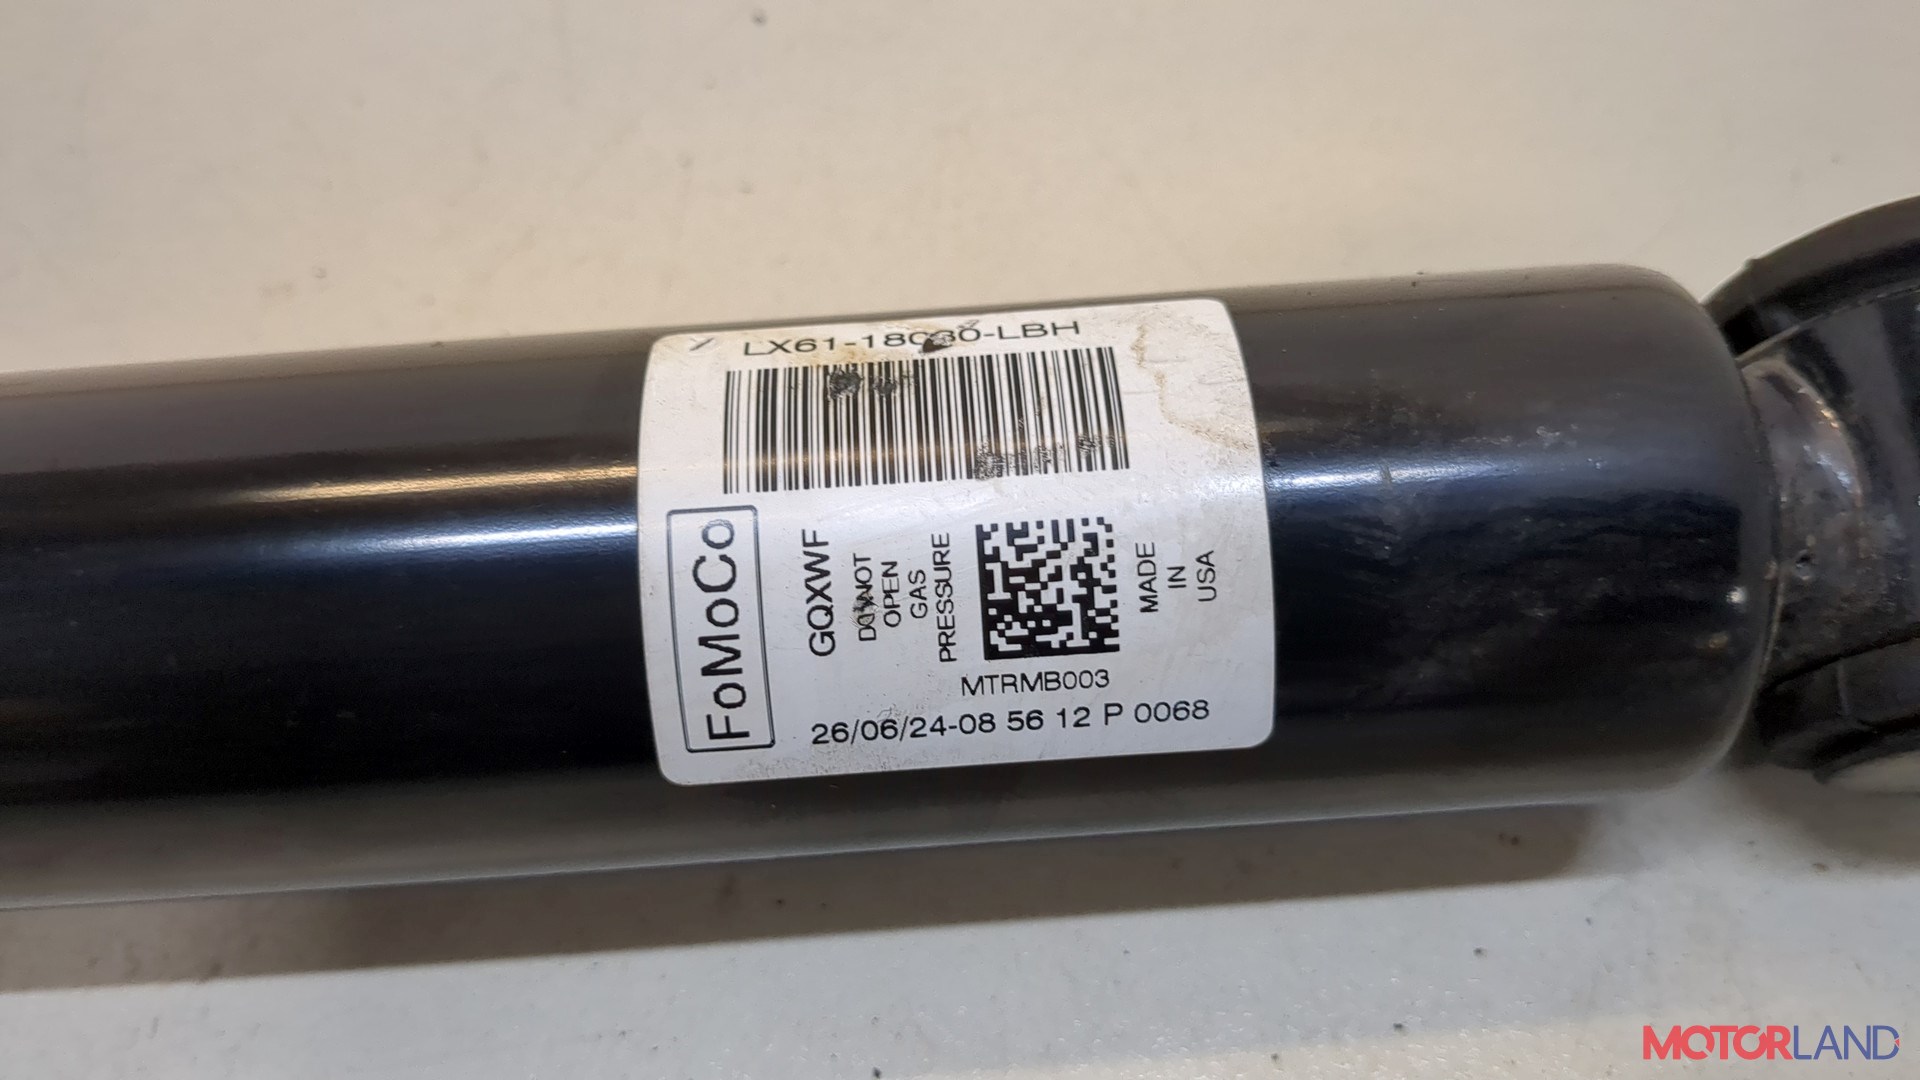 LX61-18080-LBH
FoMoCo
GQXWF
DO NOT
OPEN
GAS
PRESSURE
MADE
IN
USA
MTRMB003
26/06/24-08 56 12 P 0068
MOTORLAND